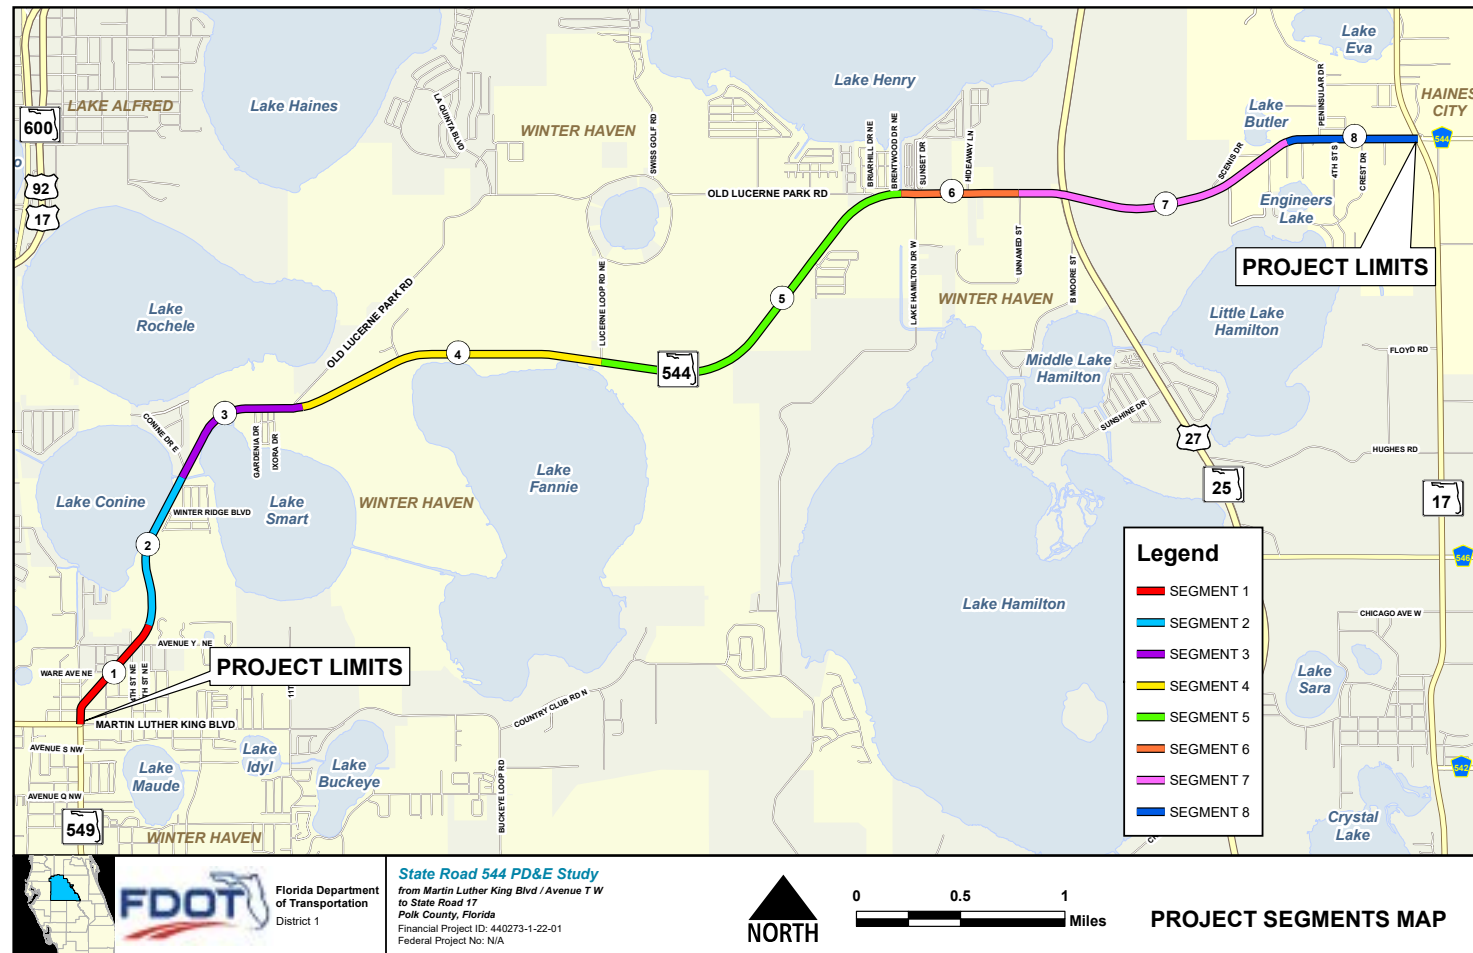 Lake Haines
LAKE ALFRED
600
92
17
LA QUINTA BLVD
WINTER HAVEN
SWISS GOLF RD
Lake Henry
BRIARHILL DR NE
BRENTWOOD DR NE
SUNSET DR
HIDEAWAY LN
OLD LUCERNE PARK RD
6
7
8
Lake
Eva
HAINES
CITY
544
Lake
Butler
PENINSULAR DR
SCENIS DR
4TH ST S
CREST DR
Engineers
Lake
PROJECT LIMITS
Lake
Rochele
OLD LUCERNE PARK RD
LUCERNE LOOP RD NE
5
4
544
LAKE HAMILTON DR W
UNNAMED ST
B MOORE ST
WINTER HAVEN
Little Lake
Hamilton
FLOYD RD
Middle Lake
Hamilton
SUNSHINE DR
27
25
HUGHES RD
17
3
CONINE DR E
GARDENIA DR
IXORA DR
Lake Conine
WINTER RIDGE BLVD
Lake
Smart
WINTER HAVEN
Lake
Fannie
2
Lake Hamilton
546
CHICAGO AVE W
Lake
Sara
542
Crystal
Lake
Legend
SEGMENT 1
SEGMENT 2
SEGMENT 3
SEGMENT 4
SEGMENT 5
SEGMENT 6
SEGMENT 7
SEGMENT 8
AVENUE Y NE
WARE AVE NE
1
PROJECT LIMITS
MARTIN LUTHER KING BLVD
AVENUE S NW
AVENUE Q NW
Lake
Maude
Lake
Idyl
Lake
Buckeye
COUNTRY CLUB RD N
BUCKEYE LOOP RD
549
WINTER HAVEN
FDOT
Florida Department
of Transportation
District 1
State Road 544 PD&E Study
from Martin Luther King Blvd / Avenue T W
to State Road 17
Polk County, Florida
Financial Project ID: 440273-1-22-01
Federal Project No: N/A
NORTH
0 0.5 1
Miles
PROJECT SEGMENTS MAP